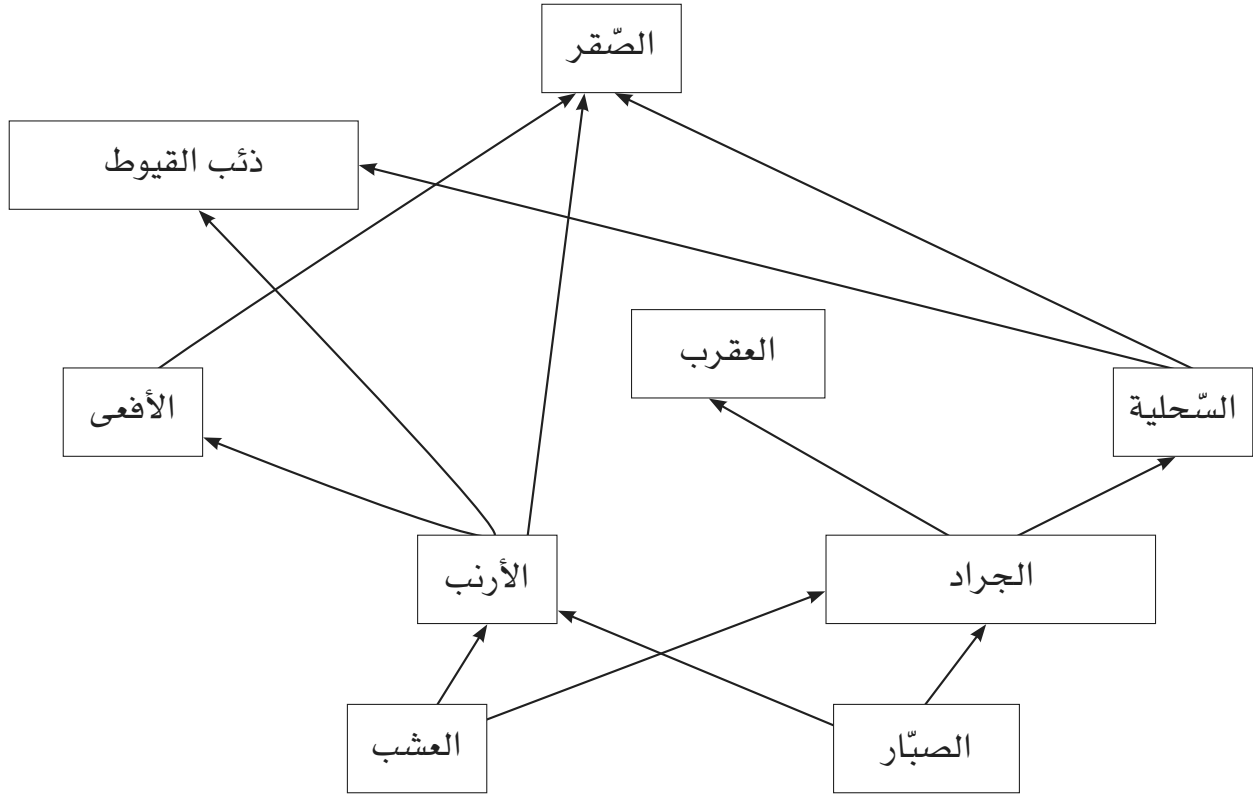 الصّقر
ذئب القيوط
العقرب
السّحلية
الأفعى
الأرنب
الجراد
العشب
الصبّار